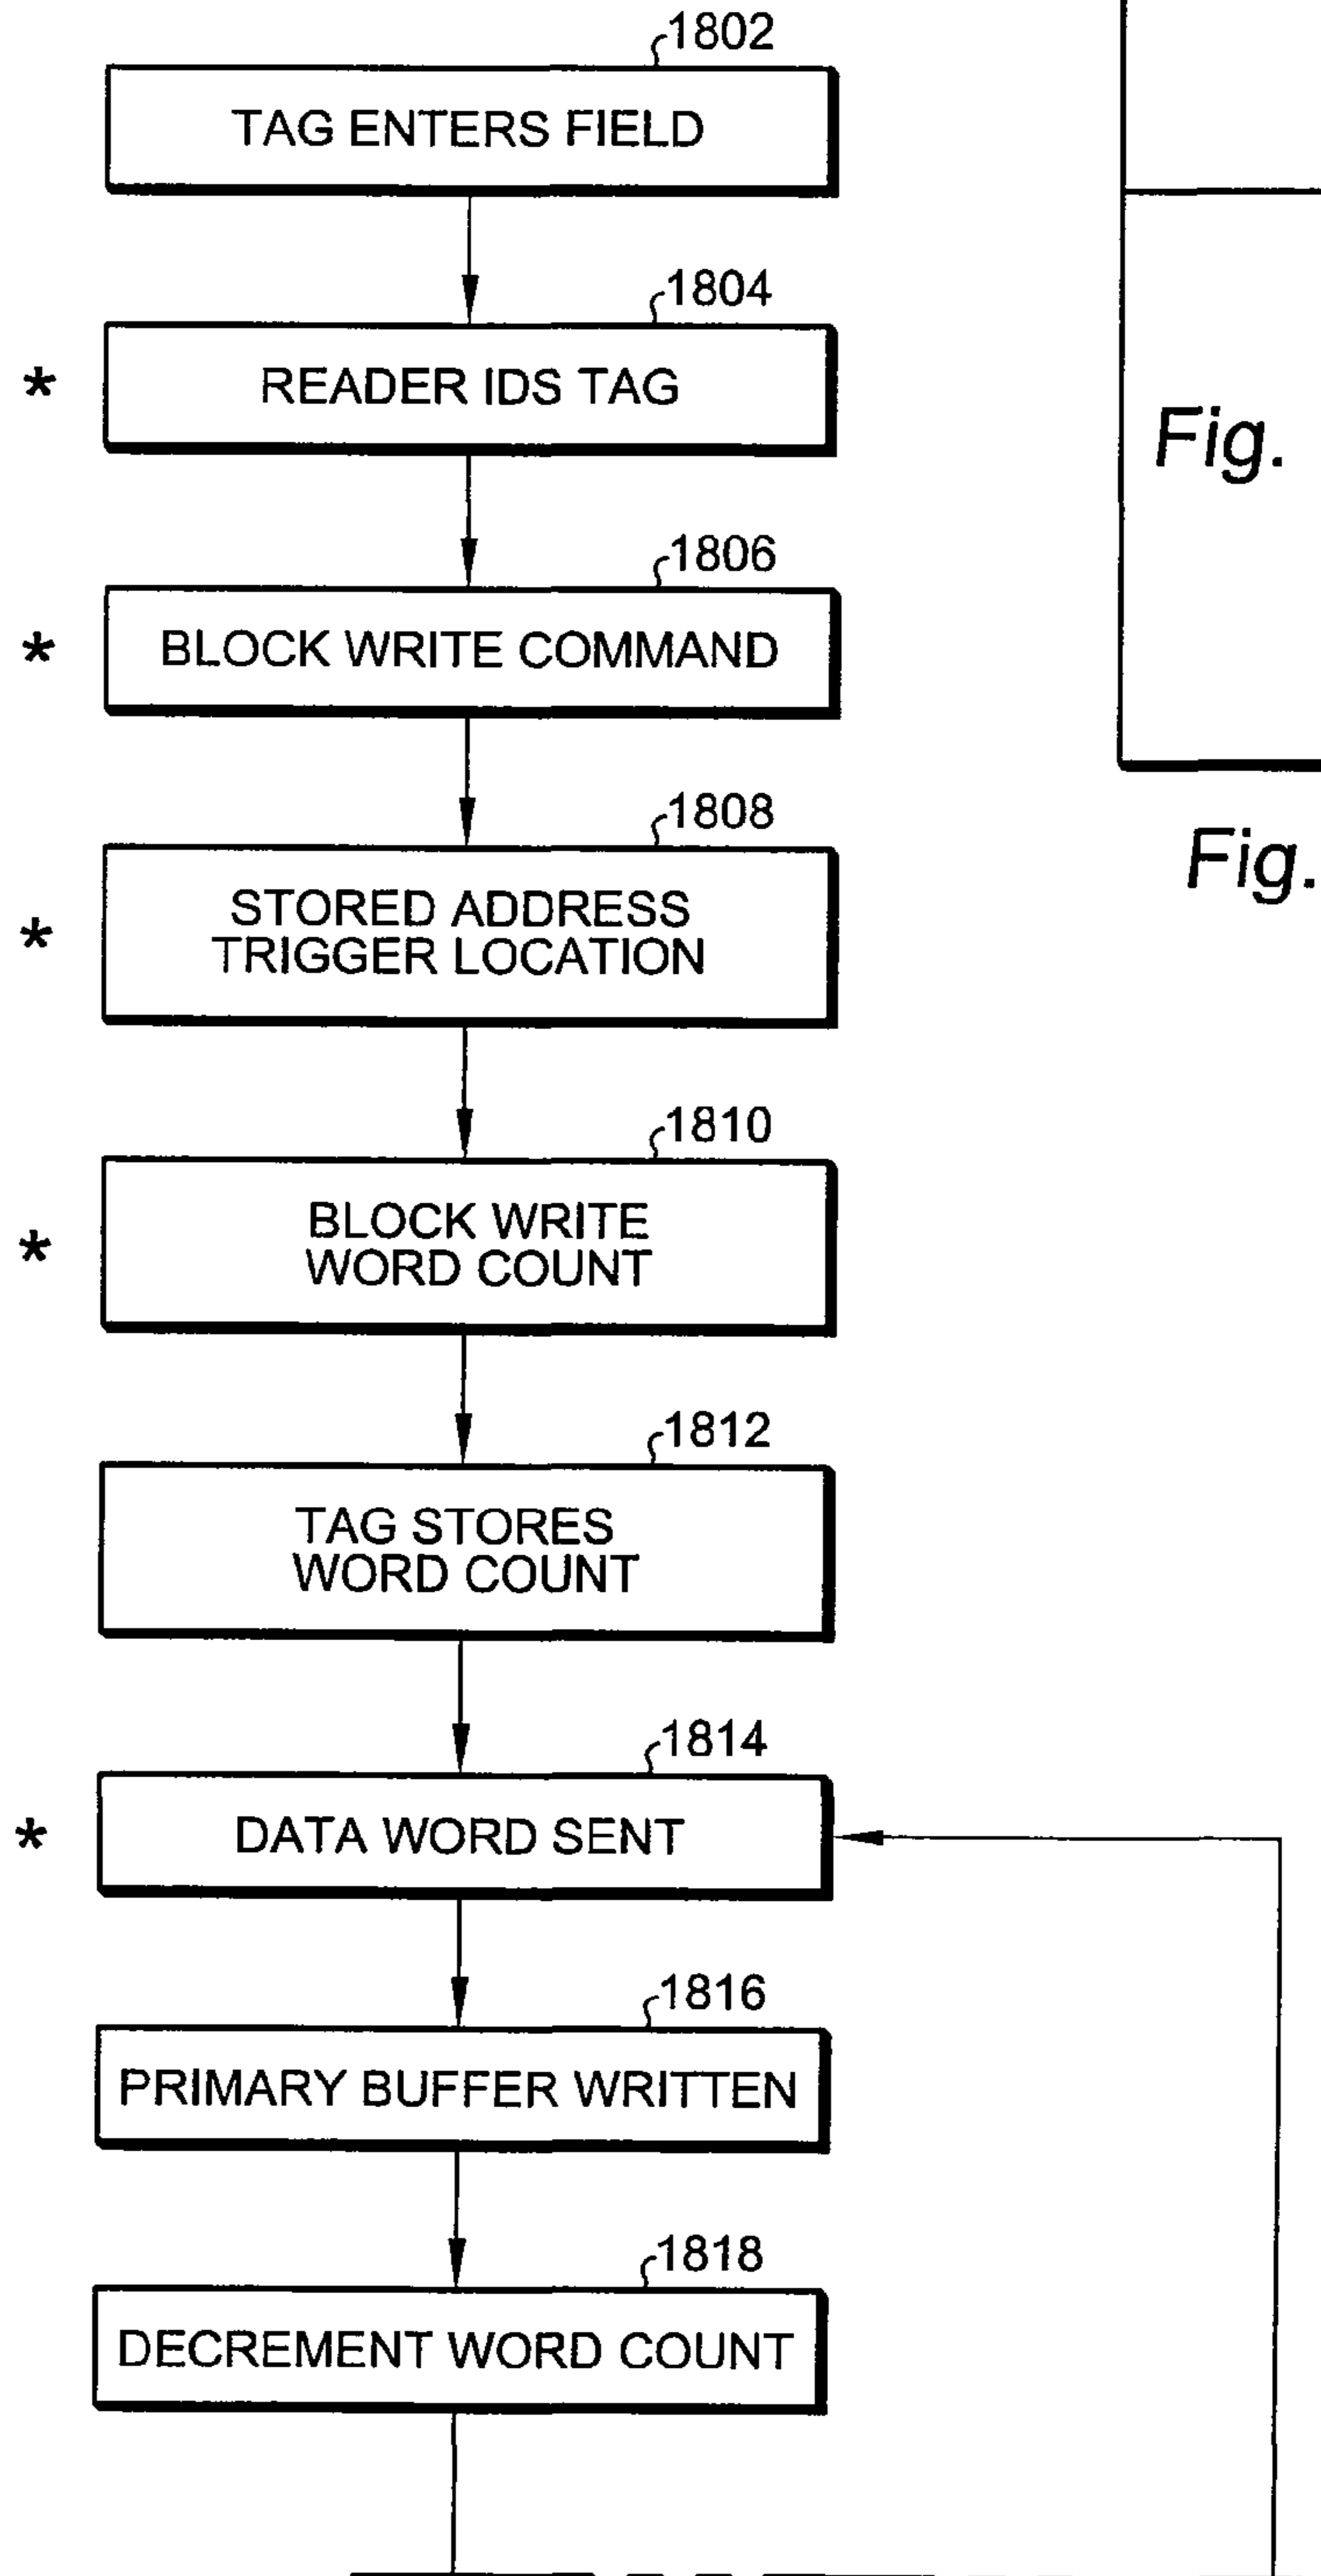 1802
TAG ENTERS FIELD
1804
* READER IDS TAG
Fig.
1806
* BLOCK WRITE COMMAND
1808
Fig.
STORED ADDRESS
* TRIGGER LOCATION
1810
BLOCK WRITE
* WORD COUNT
1812
TAG STORES
WORD COUNT
1814
* DATA WORD SENT
1816
PRIMARY BUFFER WRITTEN
1818
DECREMENT WORD COUNT